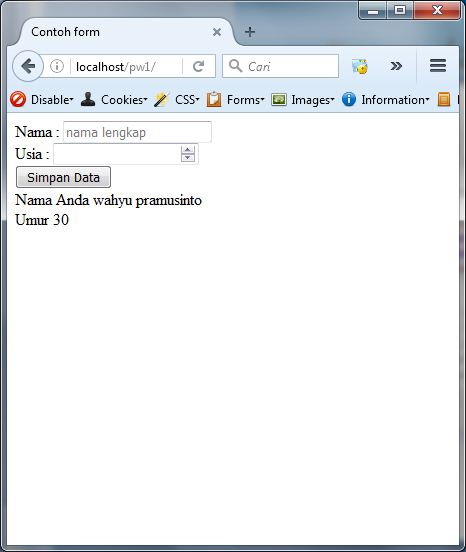 Contoh form
localhost/pw1/
Cari
Disable Cookies CSS Forms Images Information
Nama : nama lengkap
Usia :
Simpan Data
Nama Anda wahyu pramusinto
Umur 30